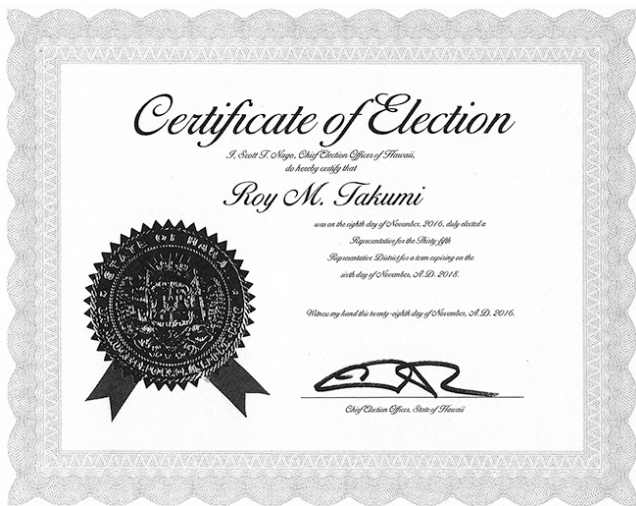 Certificate of Election
I, Scott T. Nago, Chief Election Officer of Hawaii,
do hereby certify that
Roy M. Takumi
was on the eighth day of November, 2016, duly elected a
Representative for the Thirty-fifth
Representative District for a term expiring on the
sixth day of November, A.D. 2018.
Witness my hand this twenty-eighth day of November, A.D. 2016.
STATE OF HAWAII
Chief Election Officer, State of Hawaii